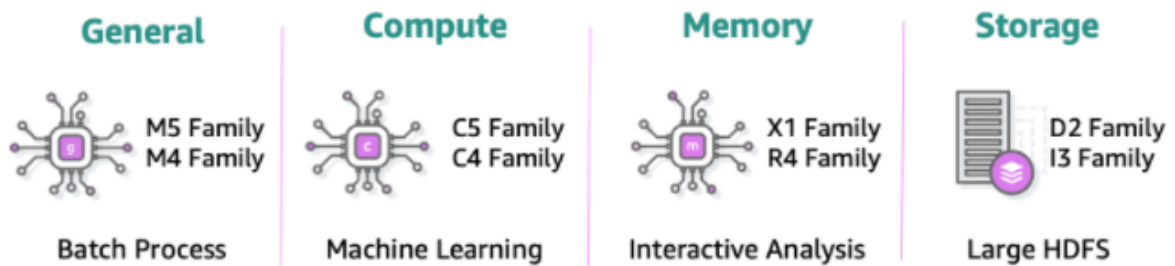 General
Compute
Memory
Storage
g
M5 Family
M4 Family
c
C5 Family
C4 Family
m
X1 Family
R4 Family
D2 Family
I3 Family
Batch Process
Machine Learning
Interactive Analysis
Large HDFS